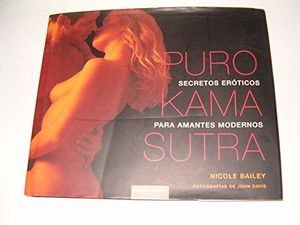 PURO
SECRETOS ERÓTICOS
KAMA
PARA AMANTES MODERNOS
SUTRA
NICOLE BAILEY
FOTOGRAFÍAS DE JOHN DAVIS